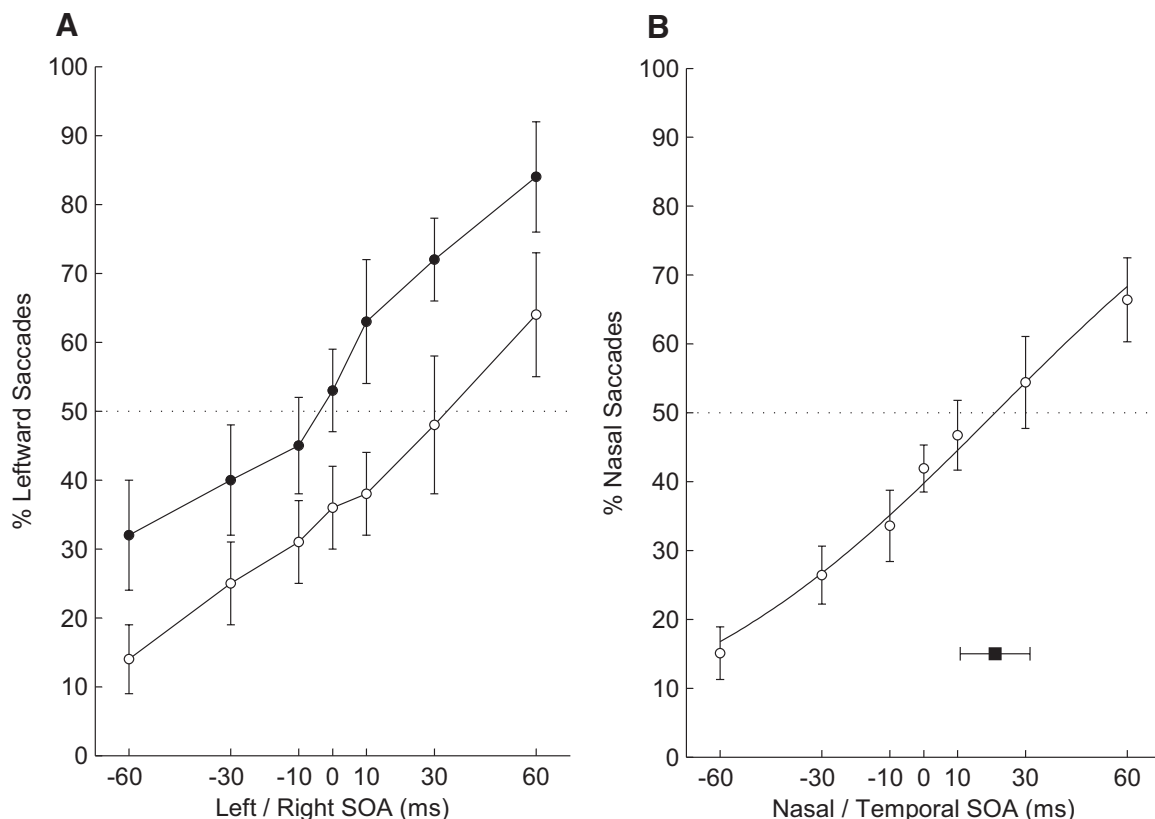 A
100
90
80
70
60
50
40
30
20
10
0
% Leftward Saccades
-60 -30 -10 0 10 30 60
Left / Right SOA (ms)
B
100
90
80
70
60
50
40
30
20
10
0
% Nasal Saccades
-60 -30 -10 0 10 30 60
Nasal / Temporal SOA (ms)